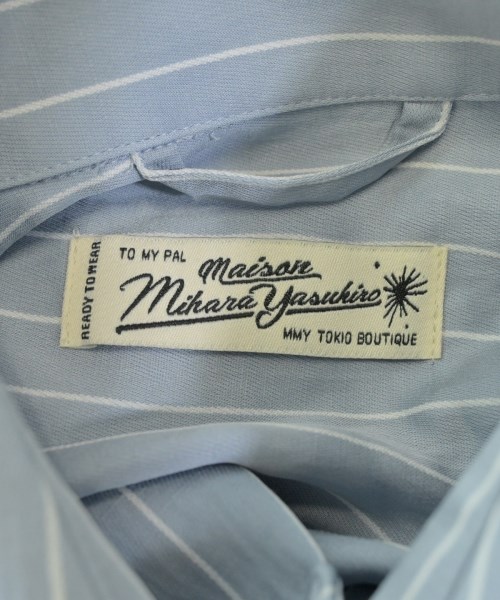 READY TO WEAR
TO MY PAL
Maison
Mihara Yasuhiro
MMY TOKIO BOUTIQUE